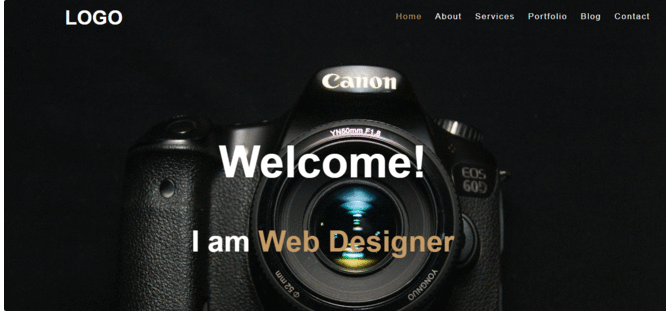 LOGO
Home About Services Portfolio Blog Contact
Canon
YN50mm F1.8
Welcome!
EOS
60D
I am Web Designer
Ø 52mm
YONGNUO